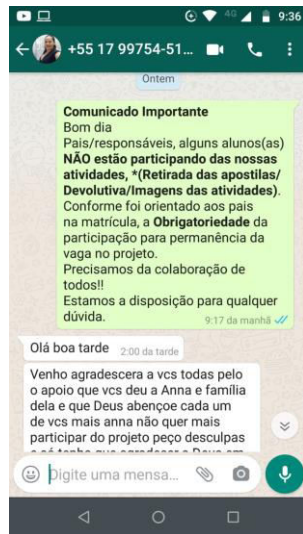 4G 9:36
+55 17 99754-51...
Ontem
Comunicado Importante
Bom dia
Pais/responsáveis, alguns alunos(as)
NÃO estão participando das nossas
atividades, *(Retirada das apostilas/
Devolutiva/Imagens das atividades).
Conforme foi orientado aos pais
na matrícula, a Obrigatoriedade da
participação para permanência da
vaga no projeto.
Precisamos da colaboração de
todos!!
Estamos a disposição para qualquer
dúvida.
9:17 da manhã
Olá boa tarde
2:00 da tarde
Venho agradescera a vcs todas pelo
o apoio que vcs deu a Anna e família
dela e que Deus abençoe cada um
de vcs mais anna não quer mais
participar do projeto peço desculpas
Digite uma mensa...